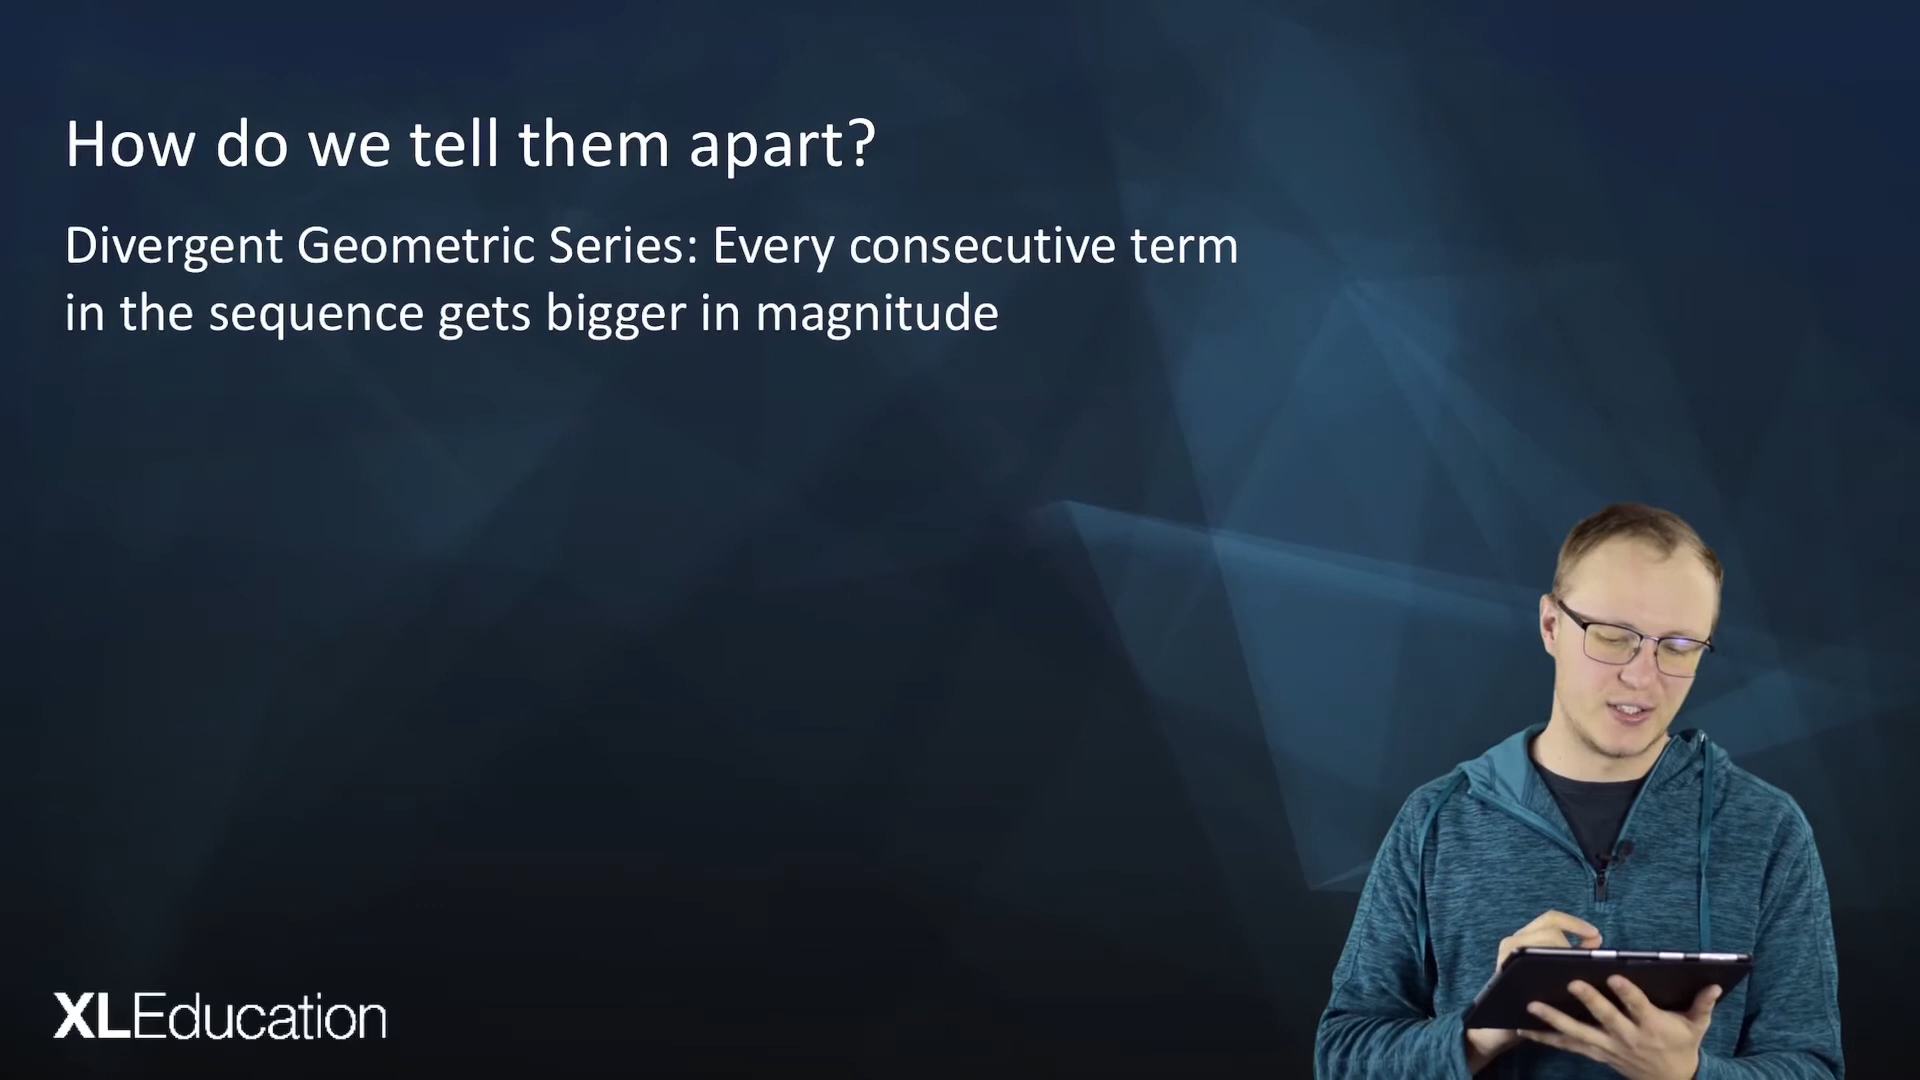 How do we tell them apart?
Divergent Geometric Series: Every consecutive term
in the sequence gets bigger in magnitude
XLEducation